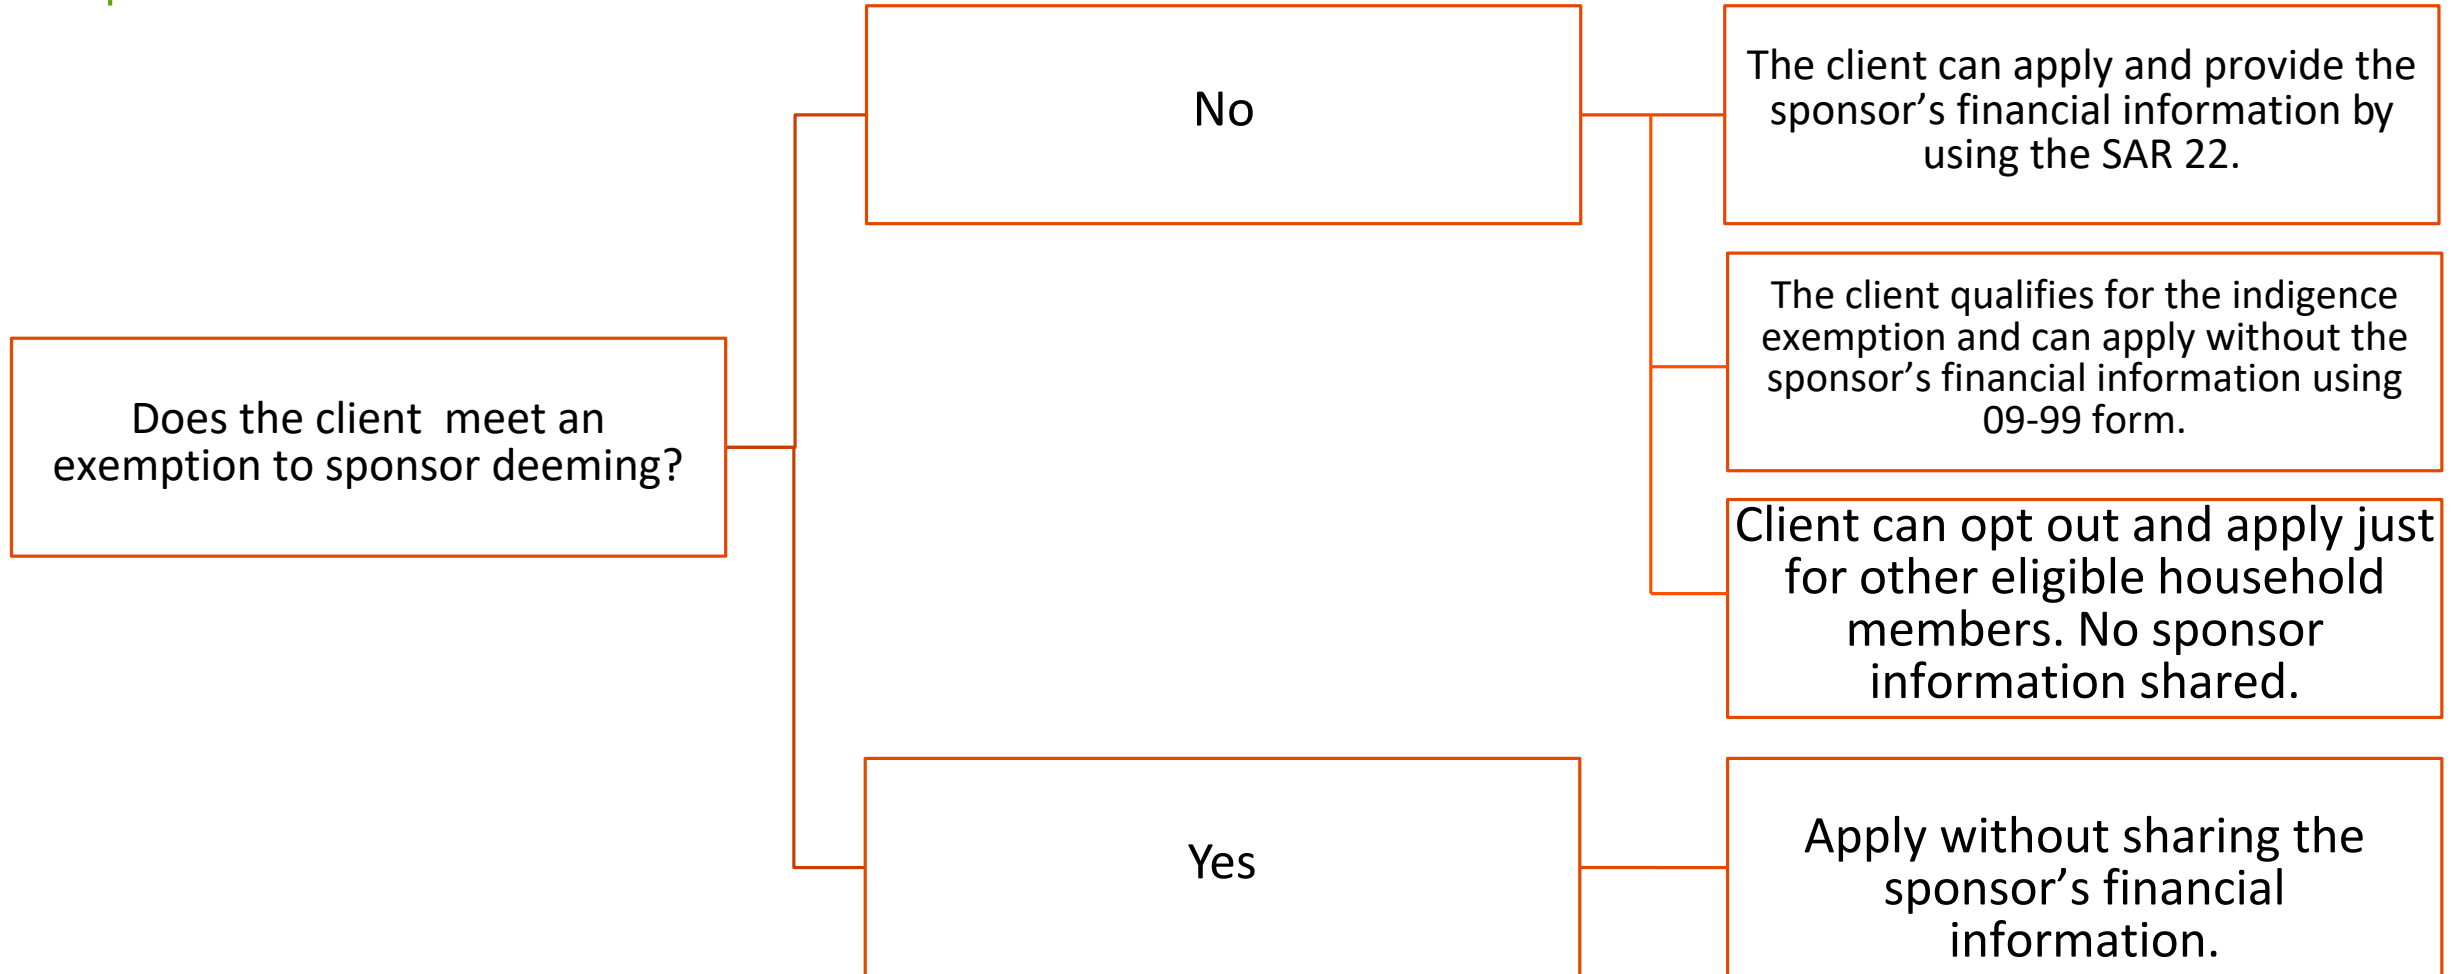 Does the client  meet an
exemption to sponsor deeming?
No
The client can apply and provide the
sponsor’s financial information by
using the SAR 22.
The client qualifies for the indigence
exemption and can apply without the
sponsor’s financial information using
09-99 form.
Client can opt out and apply just
for other eligible household
members. No sponsor
information shared.
Yes
Apply without sharing the
sponsor’s financial
information.